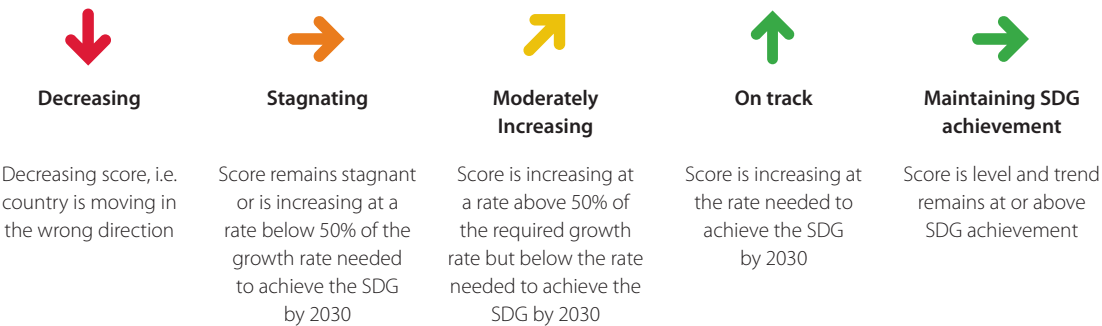 Decreasing
Decreasing score, i.e.
country is moving in
the wrong direction
Stagnating
Score remains stagnant
or is increasing at a
rate below 50% of the
growth rate needed
to achieve the SDG
by 2030
Moderately
Increasing
Score is increasing at
a rate above 50% of
the required growth
rate but below the rate
needed to achieve the
SDG by 2030
On track
Score is increasing at
the rate needed to
achieve the SDG
by 2030
Maintaining SDG
achievement
Score is level and trend
remains at or above
SDG achievement